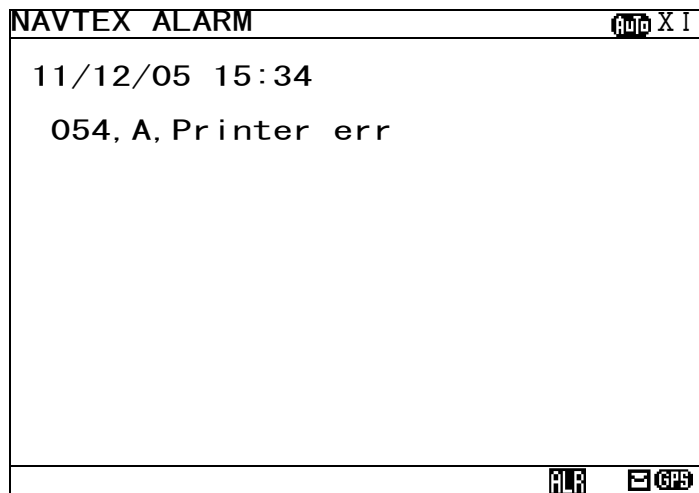 NAVTEX ALARM Auto XI
11/12/05 15:34
054,A,Printer err
ALR GPS